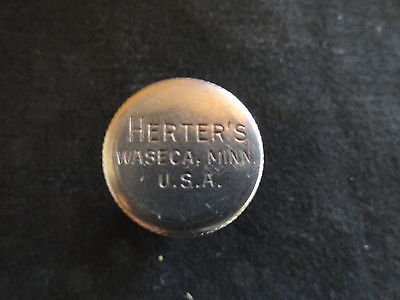 HERTER'S
WASECA, MINN.
U.S.A.